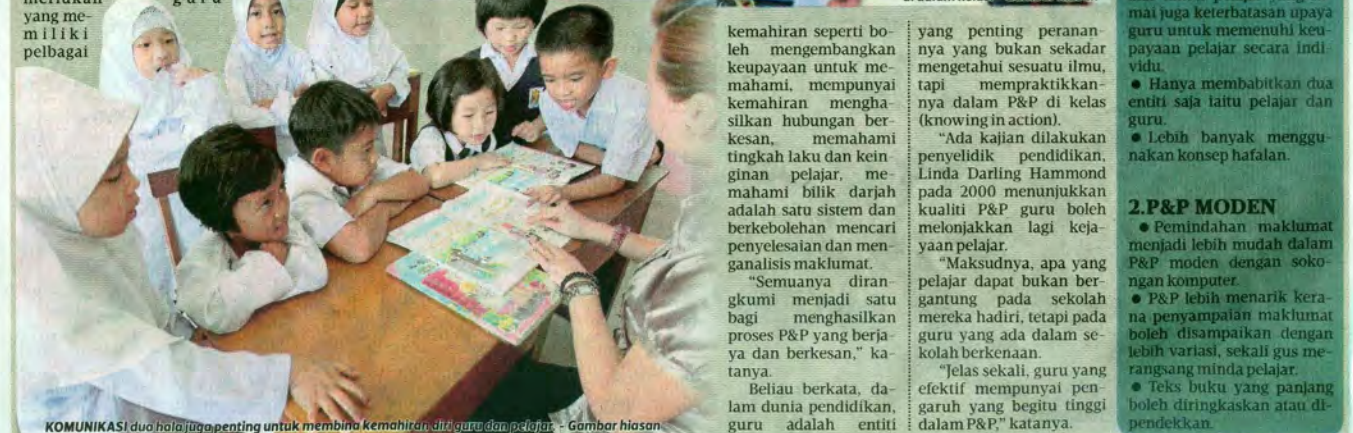 yang me-
miliki
pelbagai
KOMUNIKASI dua hala juga penting untuk membina kemahiran diri guru dan pelajar. - Gambar hiasan
kemahiran seperti bo-
leh mengembangkan
keupayaan untuk me-
mahami, mempunyai
kemahiran mengha-
silkan hubungan ber-
kesan, memahami
tingkah laku dan kein-
ginan pelajar, me-
mahami bilik darjah
adalah satu sistem dan
berkebolehan mencari
penyelesaian dan men-
ganalisis maklumat.
"Semuanya diran-
gkumi menjadi satu
bagi menghasilkan
proses P&P yang berja-
ya dan berkesan," ka-
tanya.
Beliau berkata, da-
lam dunia pendidikan,
guru adalah entiti
yang penting peranan-
nya yang bukan sekadar
mengetahui sesuatu ilmu,
tapi mempraktikkan-
nya dalam P&P di kelas
(knowing in action).
"Ada kajian dilakukan
penyelidik pendidikan,
Linda Darling Hammond
pada 2000 menunjukkan
kualiti P&P guru boleh
melonjakkan lagi keja-
yaan pelajar.
"Maksudnya, apa yang
pelajar dapat bukan ber-
gantung pada sekolah
mereka hadiri, tetapi pada
guru yang ada dalam se-
kolah berkenaan.
"Jelas sekali, guru yang
efektif mempunyai pen-
garuh yang begitu tinggi
dalam P&P," katanya.
mai juga keterbatasan upaya
guru untuk memenuhi keu-
payaan pelajar secara indi-
vidu.
● Hanya membabitkan dua
entiti saja iaitu pelajar dan
guru.
● Lebih banyak menggu-
nakan konsep hafalan.
2.P&P MODEN
● Pemindahan maklumat
menjadi lebih mudah dalam
P&P moden dengan soko-
ngan komputer.
● P&P lebih menarik kera-
na penyampaian maklumat
boleh disampaikan dengan
lebih variasi, sekali gus me-
rangsang minda pelajar.
● Teks buku yang panjang
boleh diringkaskan atau di-
pendekkan.